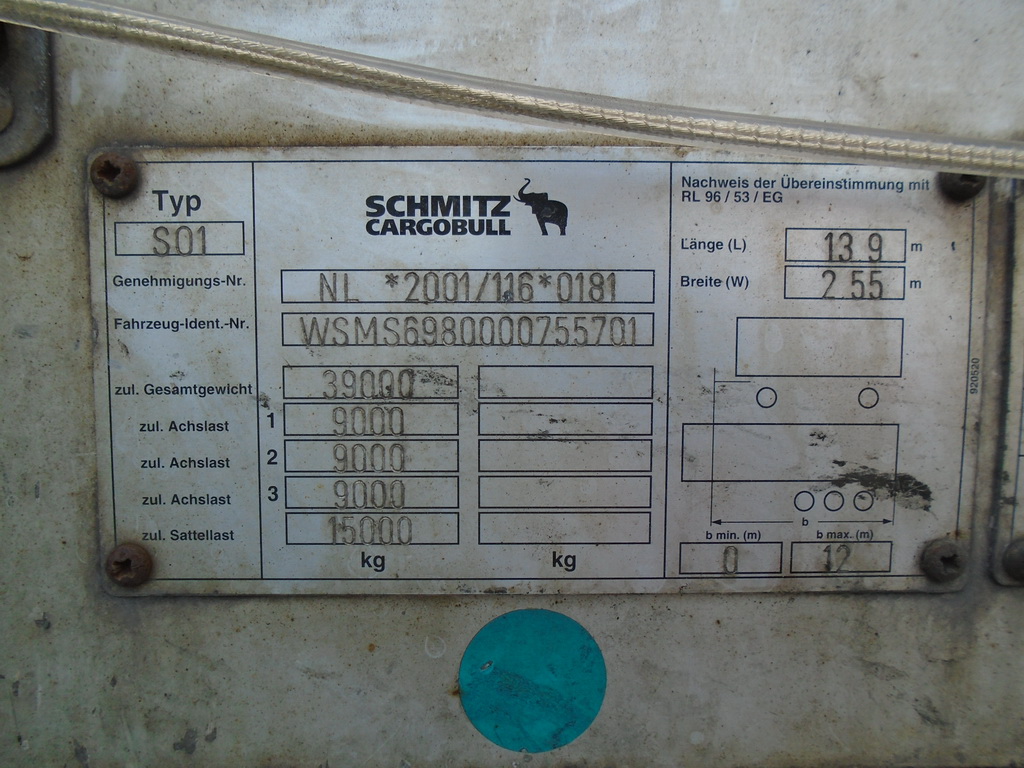 Typ
S01
SCHMITZ
CARGOBULL
Nachweis der Übereinstimmung mit
RL 96 / 53 / EG
Länge (L) 13.9 m
Breite (W) 2.55 m
Genehmigungs-Nr. NL *2001/116*0181
Fahrzeug-Ident.-Nr. WSMS6980000755701
zul. Gesamtgewicht 39000
zul. Achslast 1 9000
zul. Achslast 2 9000
zul. Achslast 3 9000
zul. Sattellast 15000
kg kg
b
b min. (m) b max. (m)
0 12
920520